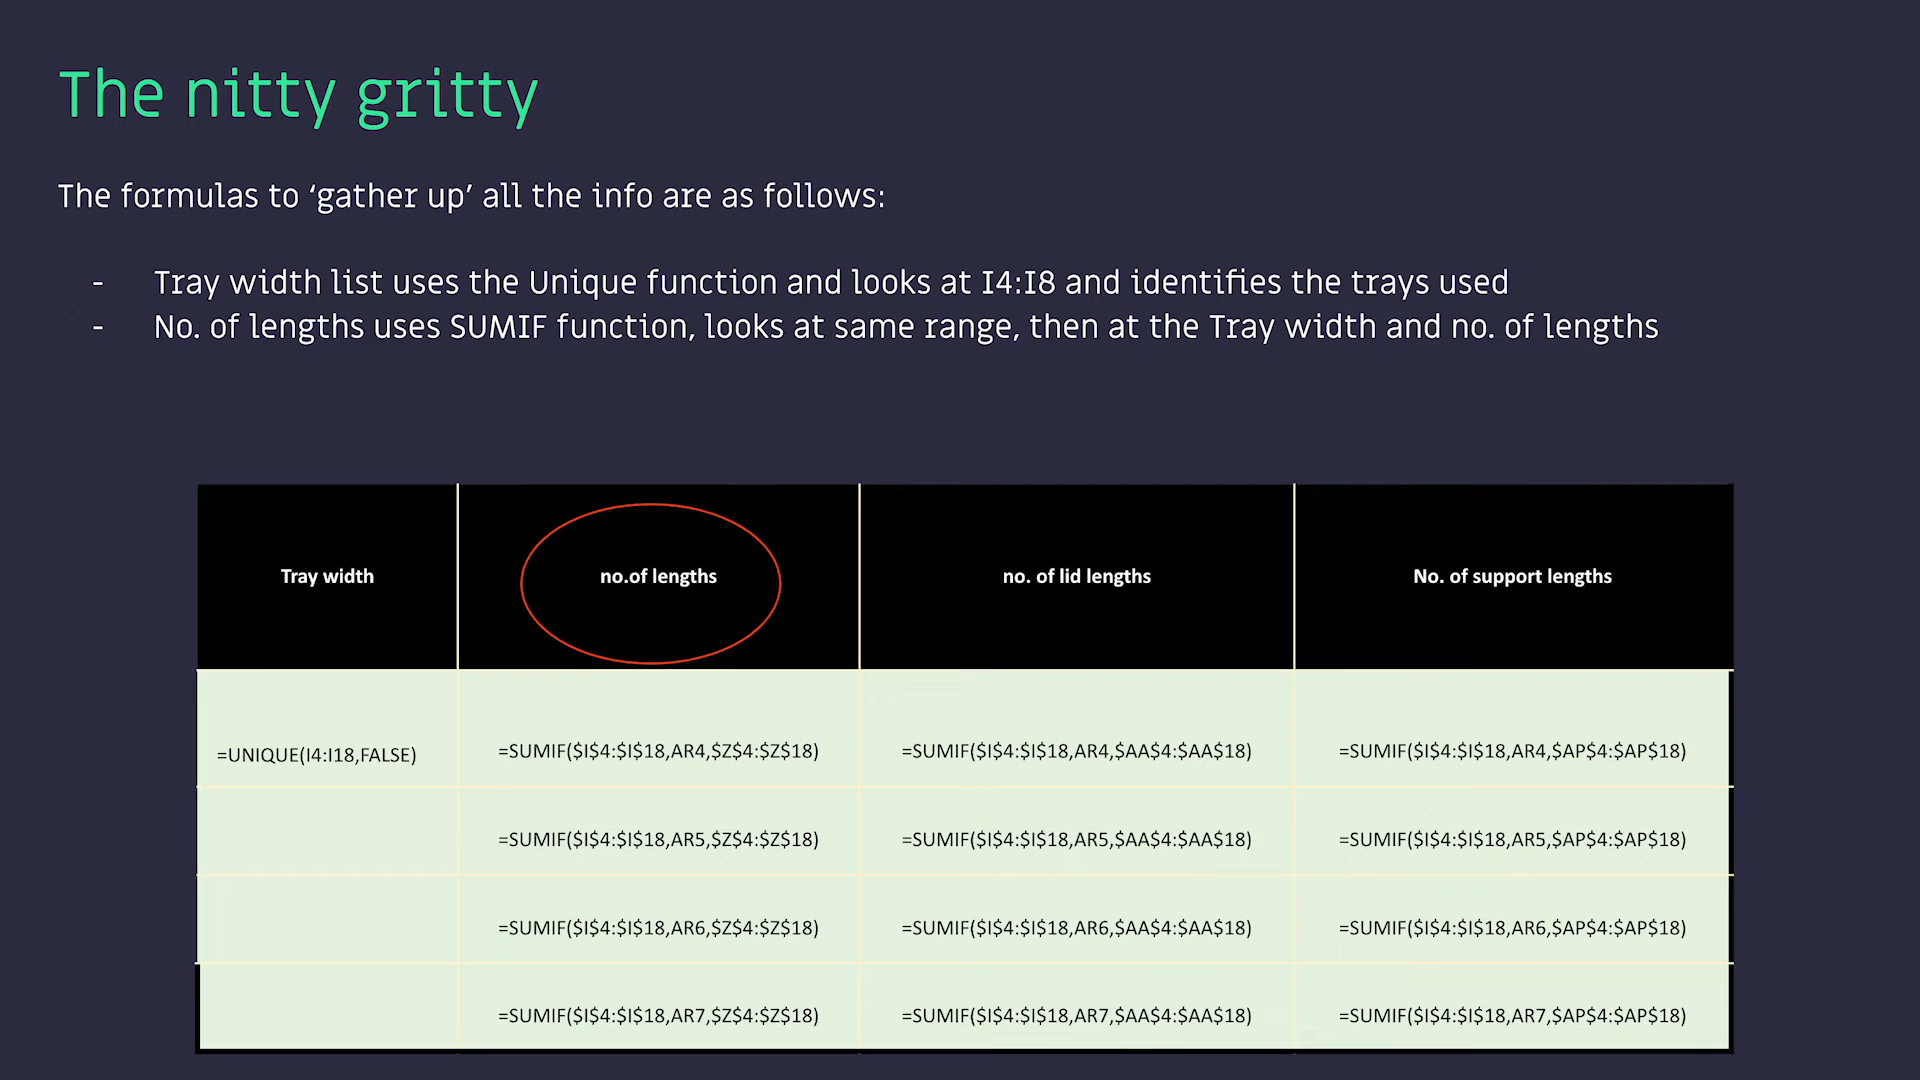 The nitty gritty
The formulas to ‘gather up’ all the info are as follows:
- Tray width list uses the Unique function and looks at I4:I8 and identifies the trays used
- No. of lengths uses SUMIF function, looks at same range, then at the Tray width and no. of lengths
Tray width no.of lengths no. of lid lengths No. of support lengths
=UNIQUE(I4:I18,FALSE) =SUMIF($I$4:$I$18,AR4,$Z$4:$Z$18) =SUMIF($I$4:$I$18,AR4,$AA$4:$AA$18) =SUMIF($I$4:$I$18,AR4,$AP$4:$AP$18)
=SUMIF($I$4:$I$18,AR5,$Z$4:$Z$18) =SUMIF($I$4:$I$18,AR5,$AA$4:$AA$18) =SUMIF($I$4:$I$18,AR5,$AP$4:$AP$18)
=SUMIF($I$4:$I$18,AR6,$Z$4:$Z$18) =SUMIF($I$4:$I$18,AR6,$AA$4:$AA$18) =SUMIF($I$4:$I$18,AR6,$AP$4:$AP$18)
=SUMIF($I$4:$I$18,AR7,$Z$4:$Z$18) =SUMIF($I$4:$I$18,AR7,$AA$4:$AA$18) =SUMIF($I$4:$I$18,AR7,$AP$4:$AP$18)